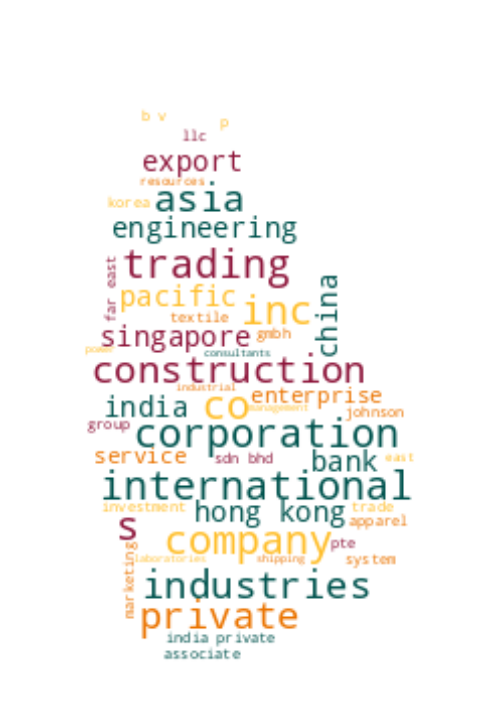 b v
p
llc
export
resources
korea asia
engineering
far east trading
pacific inc china
textile
singapore gmbh
power consultants
construction
industrial
india co enterprise
management johnson
group corporation
service sdn bhd bank east
international
investment hong kong trade
s apparel
company pte
laboratories shipping system
marketing industries
private
india private
associate